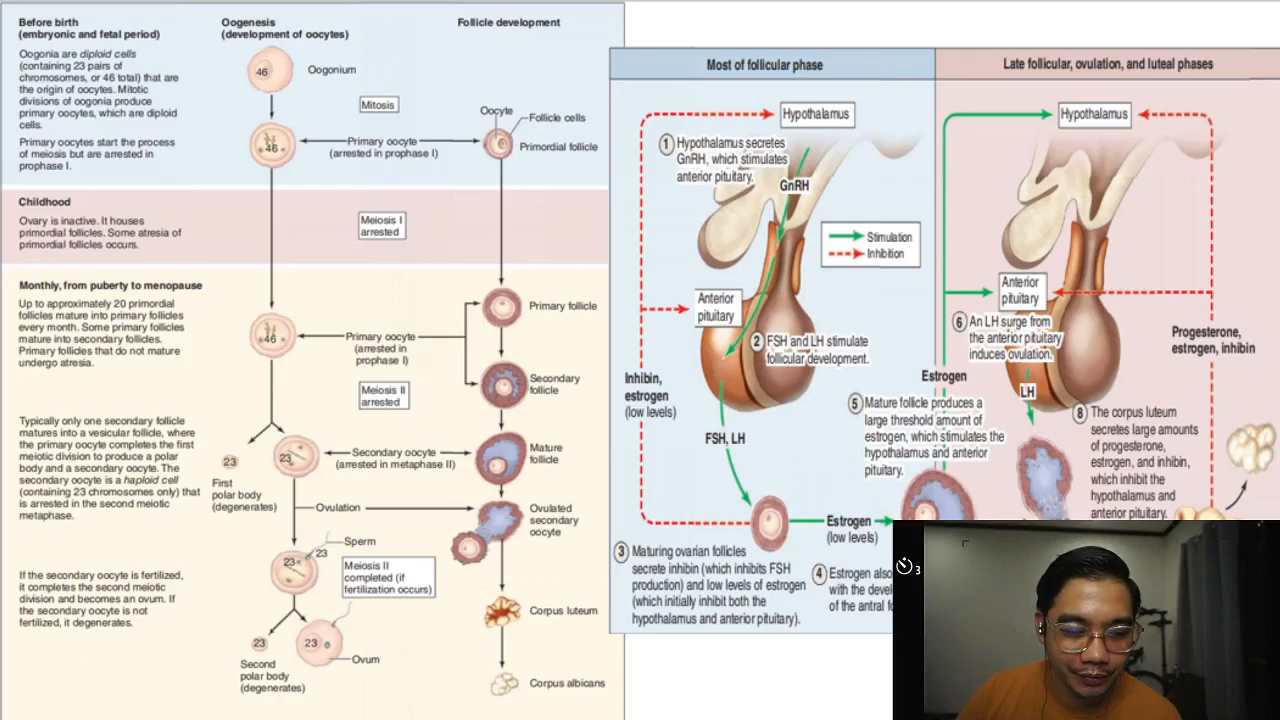 Before birth
(embryonic and fetal period)
Oogonia are diploid cells
(containing 23 pairs of
chromosomes, or 46 total) that are
the origin of oocytes. Mitotic
divisions of oogonia produce
primary oocytes, which are diploid
cells.
Primary oocytes start the process
of meiosis but are arrested in
prophase I.
Childhood
Ovary is inactive. It houses
primordial follicles. Some atresia of
primordial follicles occurs.
Monthly, from puberty to menopause
Up to approximately 20 primordial
follicles mature into primary follicles
every month. Some primary follicles
mature into secondary follicles.
Primary follicles that do not mature
undergo atresia.
Typically only one secondary follicle
matures into a vesicular follicle, where
the primary oocyte completes the first
meiotic division to produce a polar
body and a secondary oocyte. The
secondary oocyte is a haploid cell
(containing 23 chromosomes only) that
is arrested in the second meiotic
metaphase.
If the secondary oocyte is fertilized,
it completes the second meiotic
division and becomes an ovum. If
the secondary oocyte is not
fertilized, it degenerates.
Oogenesis
(development of oocytes)
46
Oogonium
Mitosis
46
Primary oocyte
(arrested in prophase I)
Meiosis I
arrested
46
Primary oocyte
(arrested in
prophase I)
Meiosis II
arrested
23
First
polar body
(degenerates)
23
Secondary oocyte
(arrested in metaphase II)
Ovulation
Sperm
23
23
Meiosis II
completed (if
fertilization occurs)
23
Second
polar body
(degenerates)
23
Ovum
Follicle development
Oocyte
Follicle cells
Primordial follicle
Primary follicle
Secondary
follicle
Mature
follicle
Ovulated
secondary
oocyte
Corpus luteum
Corpus albicans
Most of follicular phase
Hypothalamus
1 Hypothalamus secretes
GnRH, which stimulates
anterior pituitary.
GnRH
Stimulation
Inhibition
Anterior
pituitary
2 FSH and LH stimulate
follicular development.
Inhibin,
estrogen
(low levels)
FSH, LH
Estrogen
(low levels)
3 Maturing ovarian follicles
secrete inhibin (which inhibits FSH
production) and low levels of estrogen
(which initially inhibit both the
hypothalamus and anterior pituitary).
4 Estrogen also
with the devel
of the antral f
Late follicular, ovulation, and luteal phases
Hypothalamus
Anterior
pituitary
6 An LH surge from
the anterior pituitary
induces ovulation.
Progesterone,
estrogen, inhibin
Estrogen
LH
5 Mature follicle produces a
large threshold amount of
estrogen, which stimulates the
hypothalamus and anterior
pituitary.
8 The corpus luteum
secretes large amounts
of progesterone,
estrogen, and inhibin,
which inhibit the
hypothalamus and
anterior pituitary.
3